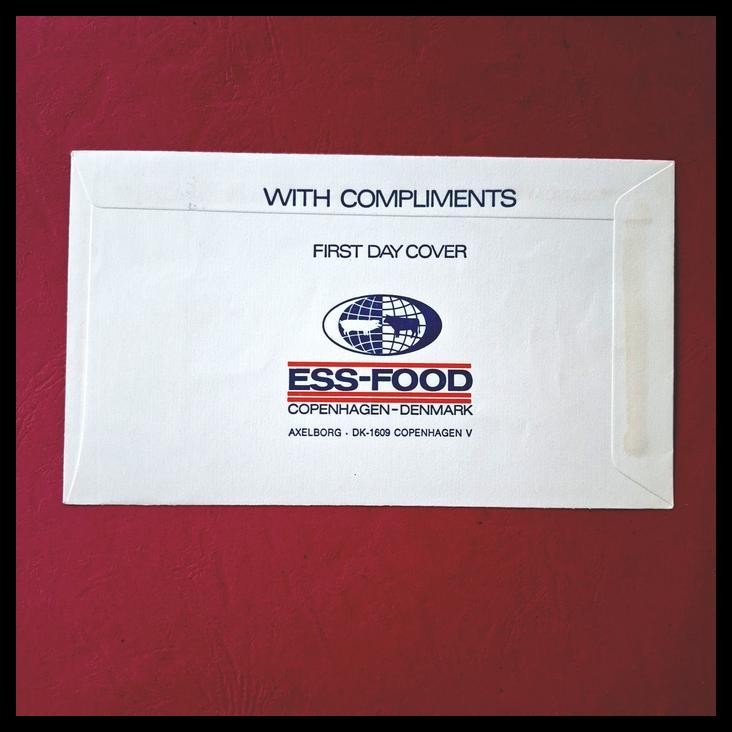 WITH COMPLIMENTS
FIRST DAY COVER
ESS-FOOD
COPENHAGEN-DENMARK
AXELBORG · DK-1609 COPENHAGEN V